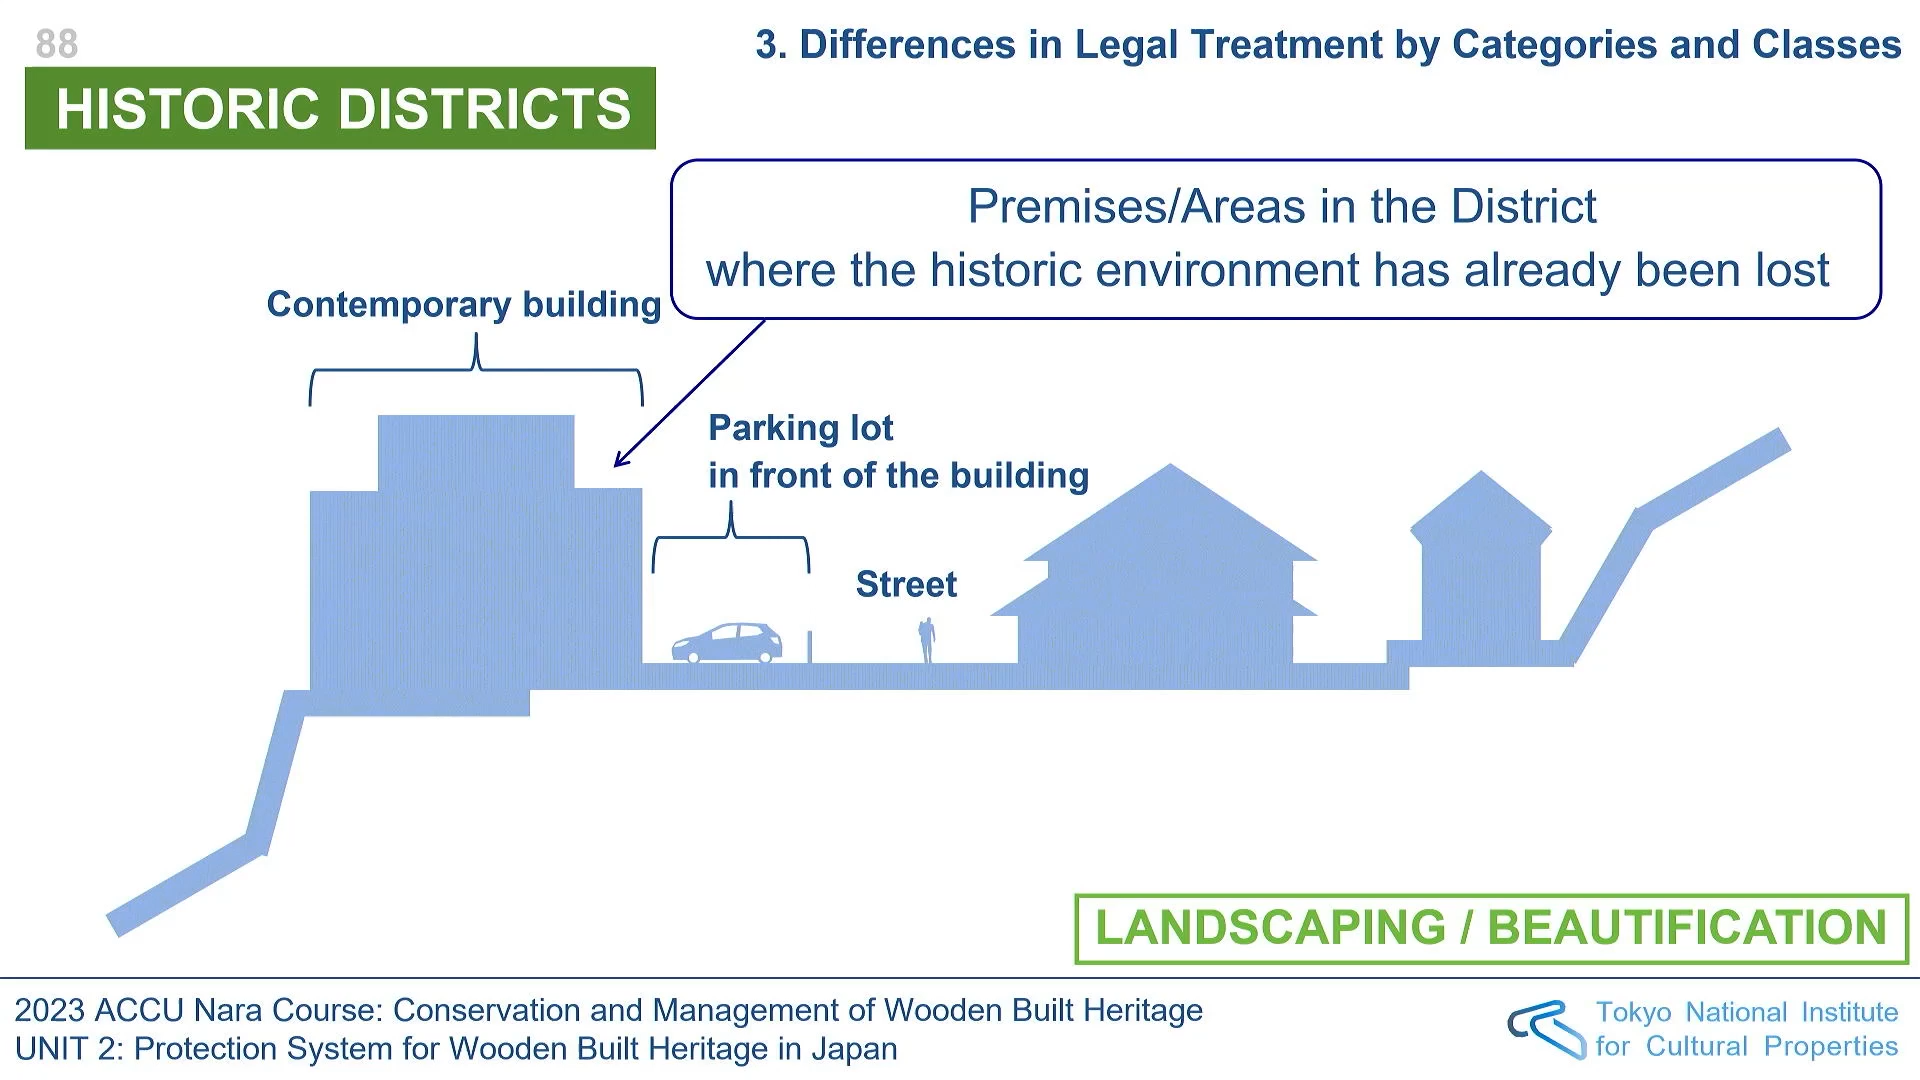 88
3. Differences in Legal Treatment by Categories and Classes
HISTORIC DISTRICTS
Premises/Areas in the District
where the historic environment has already been lost
Contemporary building
Parking lot
in front of the building
Street
LANDSCAPING / BEAUTIFICATION
2023 ACCU Nara Course: Conservation and Management of Wooden Built Heritage
UNIT 2: Protection System for Wooden Built Heritage in Japan
Tokyo National Institute
for Cultural Properties